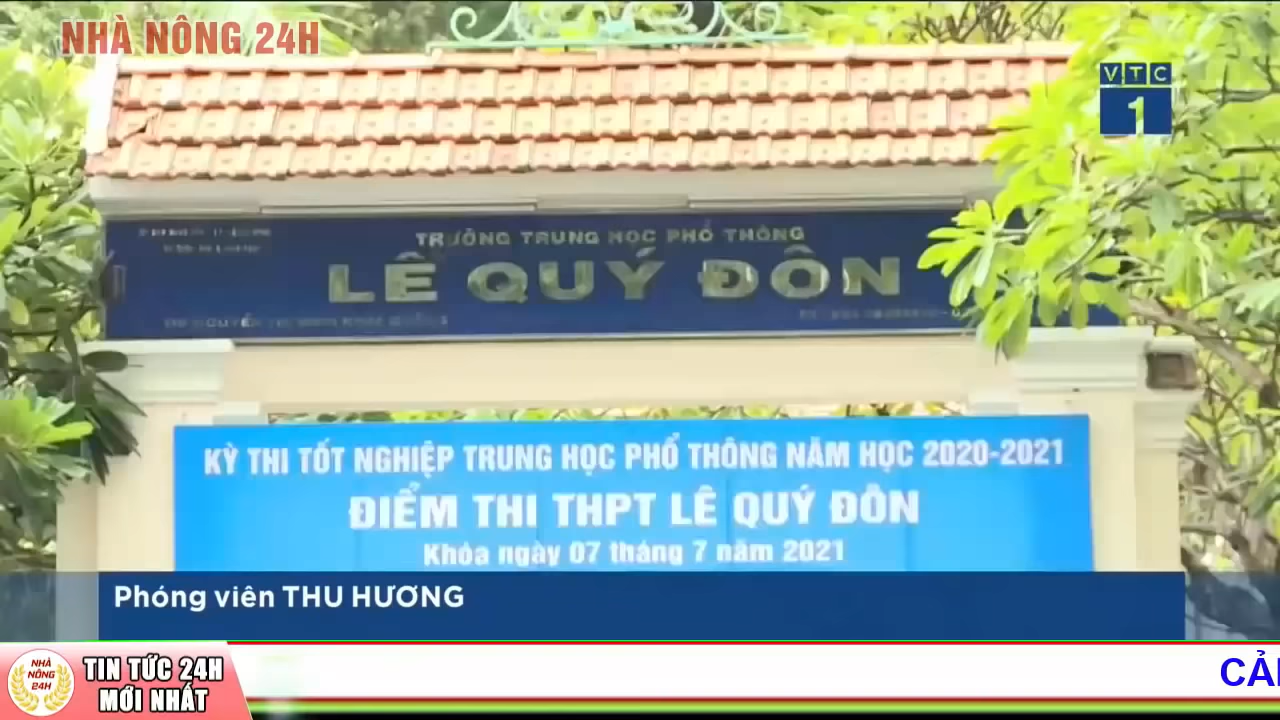 NHÀ NÔNG 24H
VTC
1
TRƯỜNG TRUNG HỌC PHỔ THÔNG
LÊ QUÝ ĐÔN
KỲ THI TỐT NGHIỆP TRUNG HỌC PHỔ THÔNG NĂM HỌC 2020-2021
ĐIỂM THI THPT LÊ QUÝ ĐÔN
Khóa ngày 07 tháng 7 năm 2021
Phóng viên THU HƯƠNG
NHÀ
NÔNG
24H
TIN TỨC 24H
MỚI NHẤT